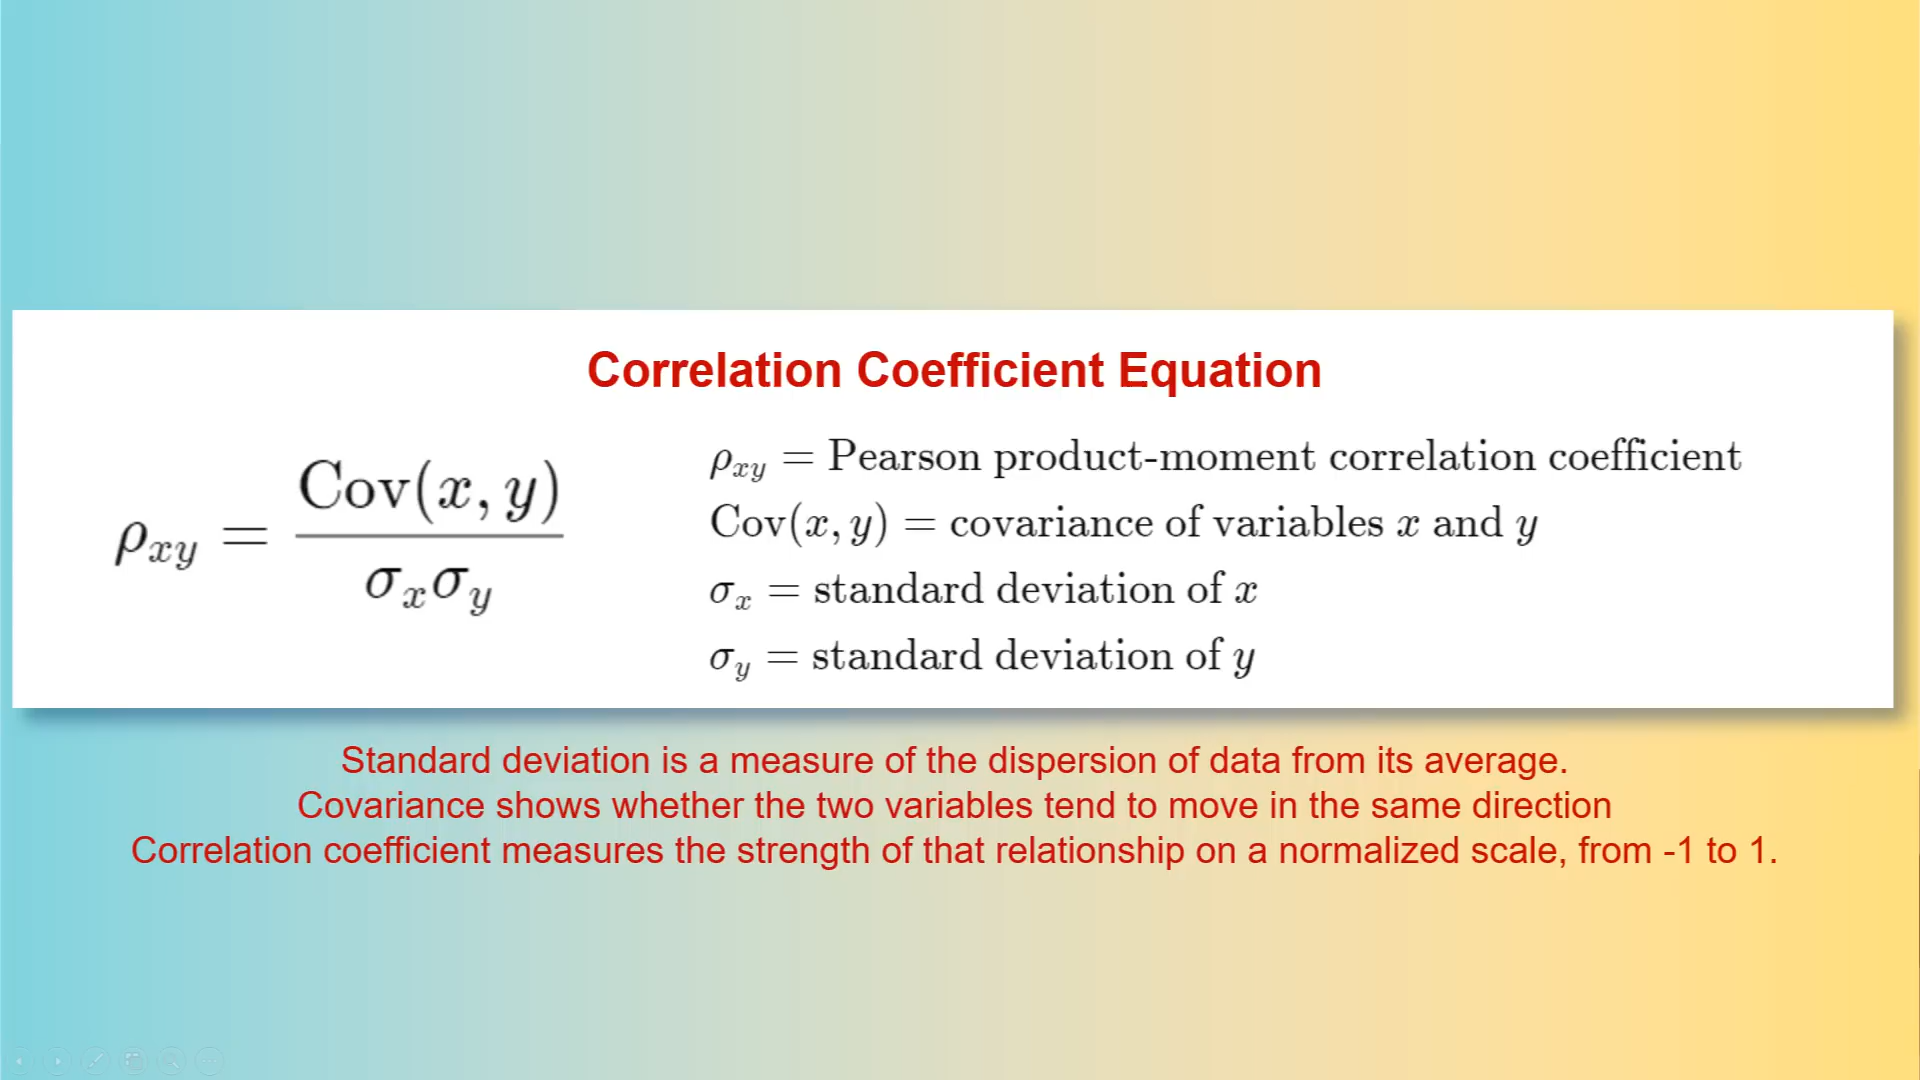 Correlation Coefficient Equation
ρxy = Cov(x, y) / σxσy
ρxy = Pearson product-moment correlation coefficient
Cov(x, y) = covariance of variables x and y
σx = standard deviation of x
σy = standard deviation of y
Standard deviation is a measure of the dispersion of data from its average.
Covariance shows whether the two variables tend to move in the same direction
Correlation coefficient measures the strength of that relationship on a normalized scale, from -1 to 1.